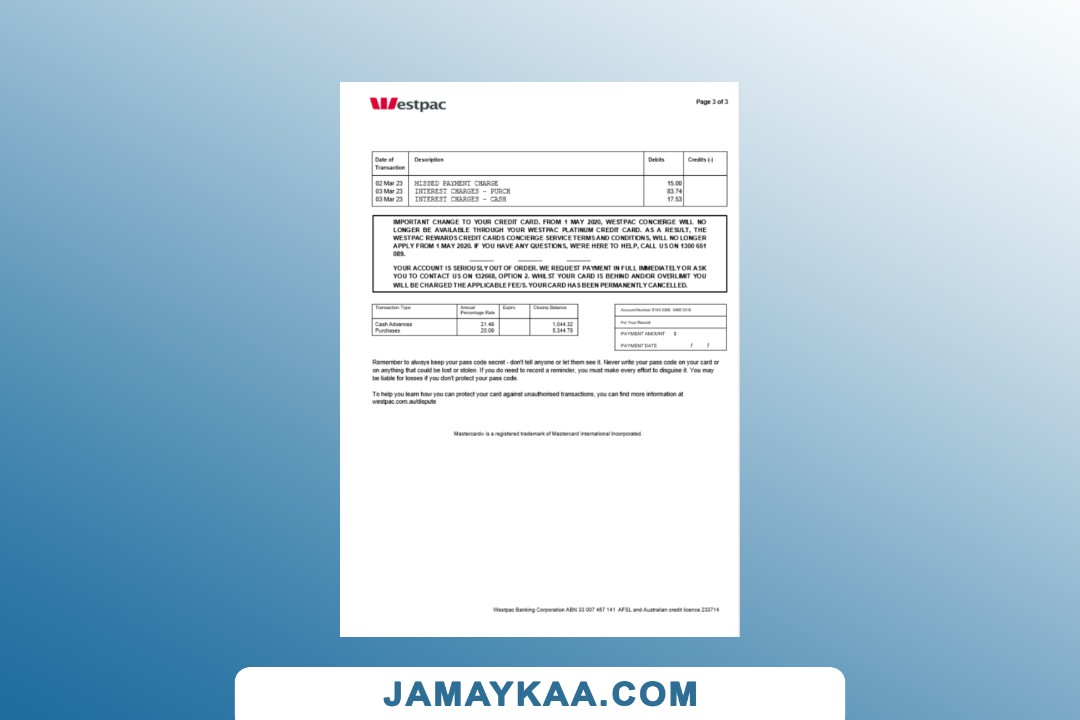 Westpac
Page 3 of 3
Date of Transaction Description Debits Credits (-)
02 Mar 23 MISSED PAYMENT CHARGE 15.00
03 Mar 23 INTEREST CHARGES - PURCH 83.74
03 Mar 23 INTEREST CHARGES - CASH 17.53
IMPORTANT CHANGE TO YOUR CREDIT CARD. FROM 1 MAY 2020, WESTPAC CONCIERGE WILL NO
LONGER BE AVAILABLE THROUGH YOUR WESTPAC PLATINUM CREDIT CARD. AS A RESULT, THE
WESTPAC REWARDS CREDIT CARDS CONCIERGE SERVICE TERMS AND CONDITIONS, WILL NO LONGER
APPLY FROM 1 MAY 2020. IF YOU HAVE ANY QUESTIONS, WE'RE HERE TO HELP, CALL US ON 1300 651
089.
YOUR ACCOUNT IS SERIOUSLY OUT OF ORDER. WE REQUEST PAYMENT IN FULL IMMEDIATELY OR ASK
YOU TO CONTACT US ON 132668, OPTION 2. WHILST YOUR CARD IS BEHIND AND/OR OVERLIMIT YOU
WILL BE CHARGED THE APPLICABLE FEE/S. YOUR CARD HAS BEEN PERMANENTLY CANCELLED.
Transaction Type Annual Percentage Rate Expiry Closing Balance
Cash Advances 21.49 1,044.32
Purchases 20.09 5,344.78
Account Number
For Your Record
PAYMENT AMOUNT $
PAYMENT DATE / /
Remember to always keep your pass code secret - don't tell anyone or let them see it. Never write your pass code on your card or
on anything that could be lost or stolen. If you do need to record a reminder, you must make every effort to disguise it. You may
be liable for losses if you don't protect your pass code.
To help you learn how you can protect your card against unauthorised transactions, you can find more information at
westpac.com.au/dispute
Mastercard® is a registered trademark of Mastercard International Incorporated.
Westpac Banking Corporation ABN 33 007 457 141 AFSL and Australian credit licence 233714
JAMAYKAA.COM